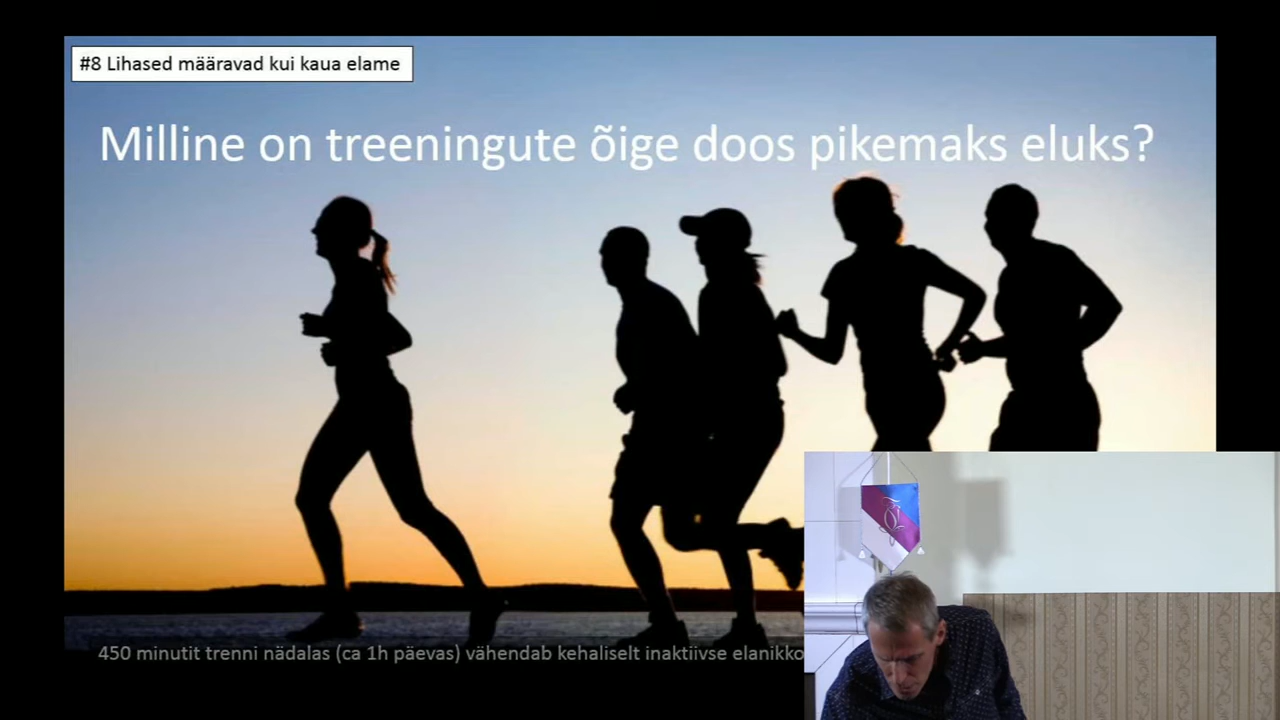 #8 Lihased määravad kui kaua elame
Milline on treeningute õige doos pikemaks eluks?
450 minutit trenni nädalas (ca 1h päevas) vähendab kehaliselt inaktiivse